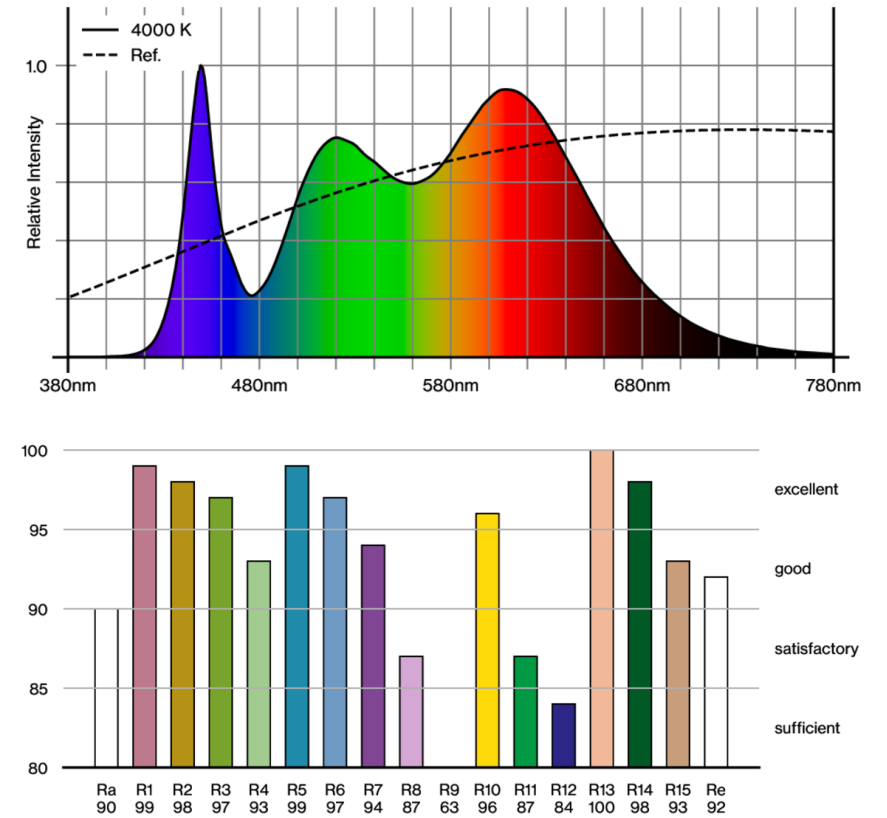 4000 K
Ref.
1.0
Relative Intensity
380nm 480nm 580nm 680nm 780nm
100
excellent
95
good
90
satisfactory
85
sufficient
80
Ra R1 R2 R3 R4 R5 R6 R7 R8 R9 R10 R11 R12 R13 R14 R15 Re
90 99 98 97 93 99 97 94 87 63 96 87 84 100 98 93 92